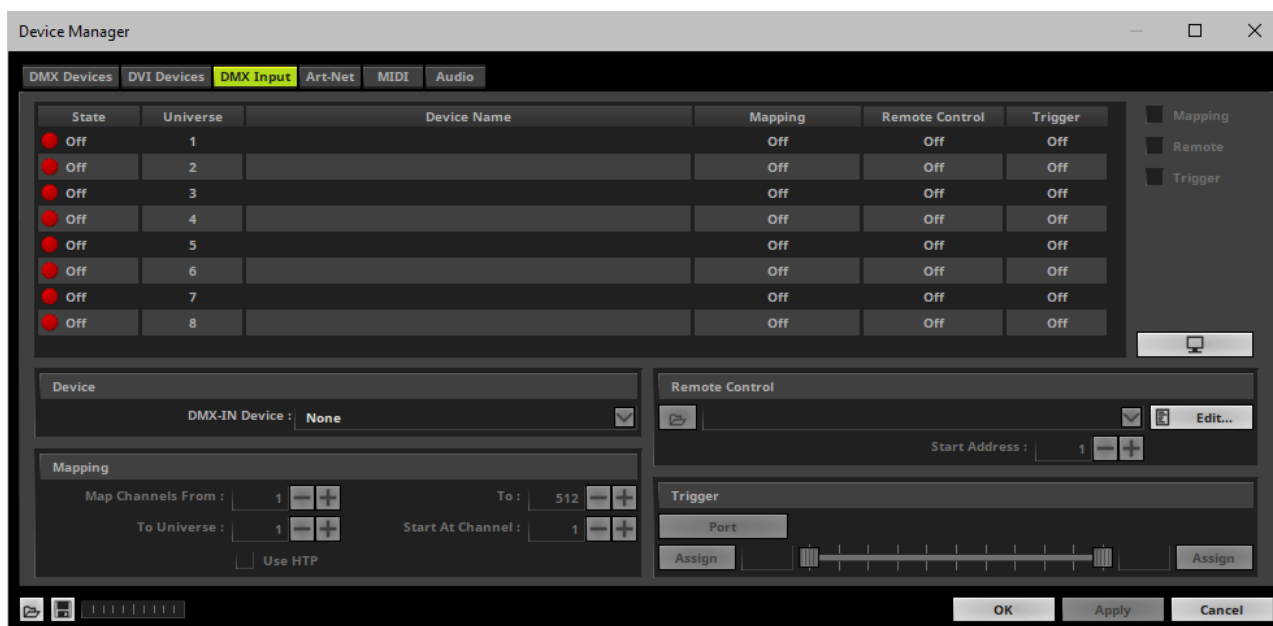 Device Manager
DMX Devices DVI Devices DMX Input Art-Net MIDI Audio
State Universe Device Name Mapping Remote Control Trigger
Off 1 Off Off Off
Off 2 Off Off Off
Off 3 Off Off Off
Off 4 Off Off Off
Off 5 Off Off Off
Off 6 Off Off Off
Off 7 Off Off Off
Off 8 Off Off Off
Mapping
Remote
Trigger
Device
DMX-IN Device : None
Mapping
Map Channels From : 1 To : 512
To Universe : 1 Start At Channel : 1
Use HTP
Remote Control
Edit...
Start Address : 1
Trigger
Port
Assign Assign
OK Apply Cancel